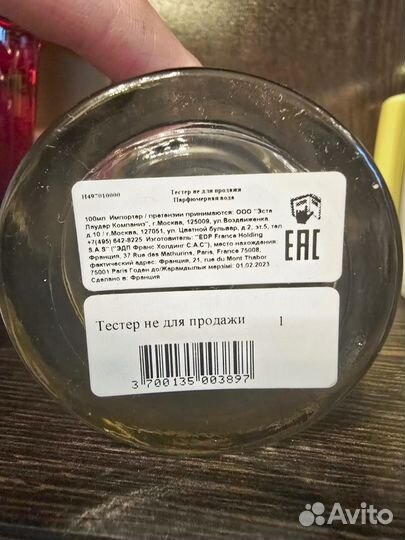 H497010000 Тестер не для продажи
Парфюмерная вода
100мл Импортер / претензии принимаются: ООО "Эсте
Лаудер Компаниз", г.Москва, 125009, ул.Воздвиженка
д.10 / г.Москва, 127051, ул. Цветной бульвар, д.2, эт.5, тел
+7(495) 642-8225 Изготовитель: "EDP France Holding
S.A.S" ("ЭДП Франс Холдинг С.А.С"), место нахождения:
Франция, 37 Rue des Mathurins, Paris, France, 75008
фактический адрес: Франция, 21, rue du Mont Thabor
75001 Paris Годен до/Жарамдылық мерзімі: 01.02.2023
Сделано в: Франция
EAC
Тестер не для продажи 1
3 700135 003897
Avito